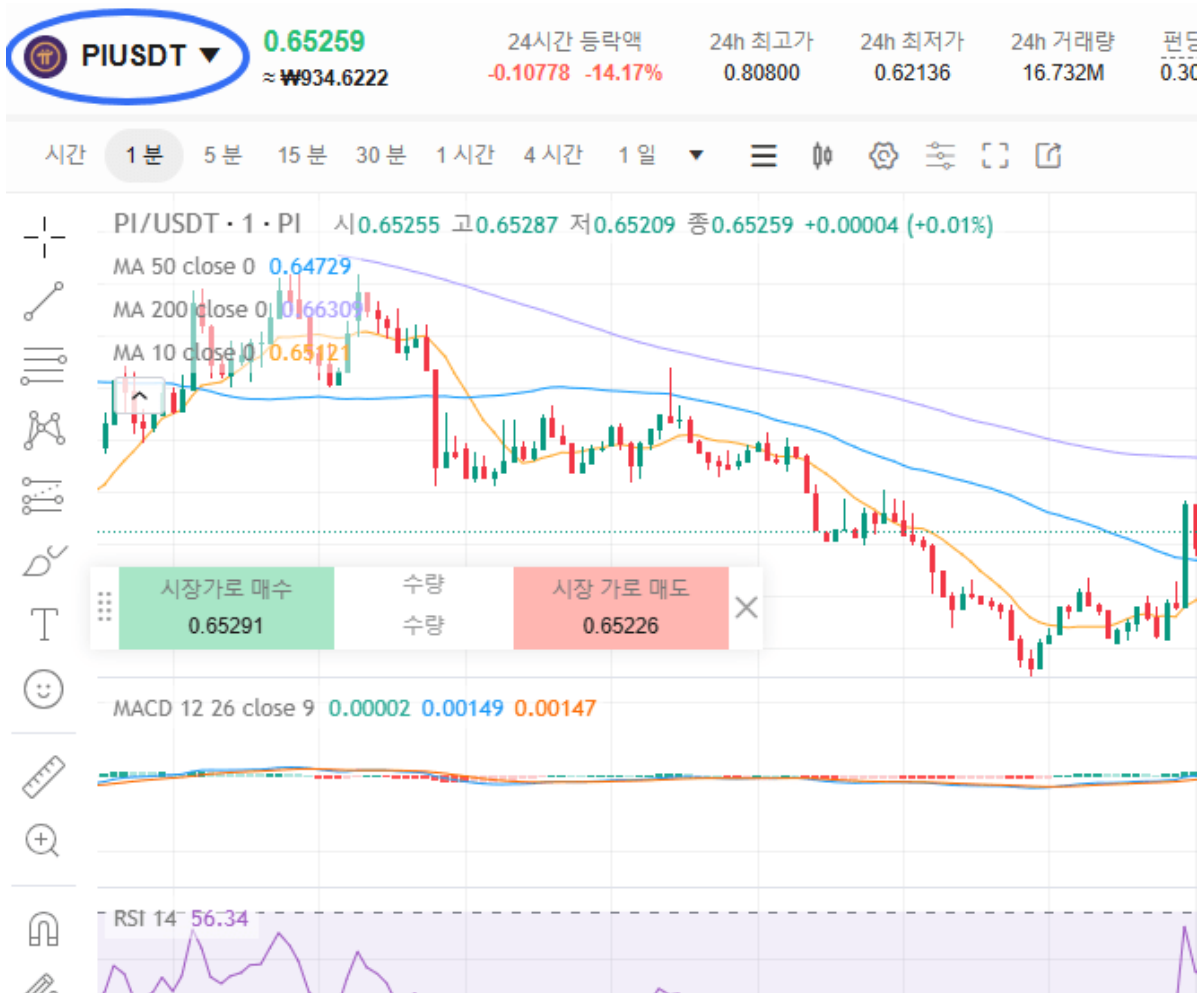 PIUSDT ▼
0.65259
≈ ₩934.6222
24시간 등락액
-0.10778 -14.17%
24h 최고가
0.80800
24h 최저가
0.62136
24h 거래량
16.732M
시간 1분 5분 15분 30분 1시간 4시간 1일 ▼
PI/USDT · 1 · PI 시0.65255 고0.65287 저0.65209 종0.65259 +0.00004 (+0.01%)
MA 50 close 0 0.64729
MA 200 close 0 0.66309
MA 10 close 0 0.65121
시장가로 매수
0.65291
수량
수량
시장 가로 매도
0.65226
MACD 12 26 close 9 0.00002 0.00149 0.00147
RSI 14 56.34